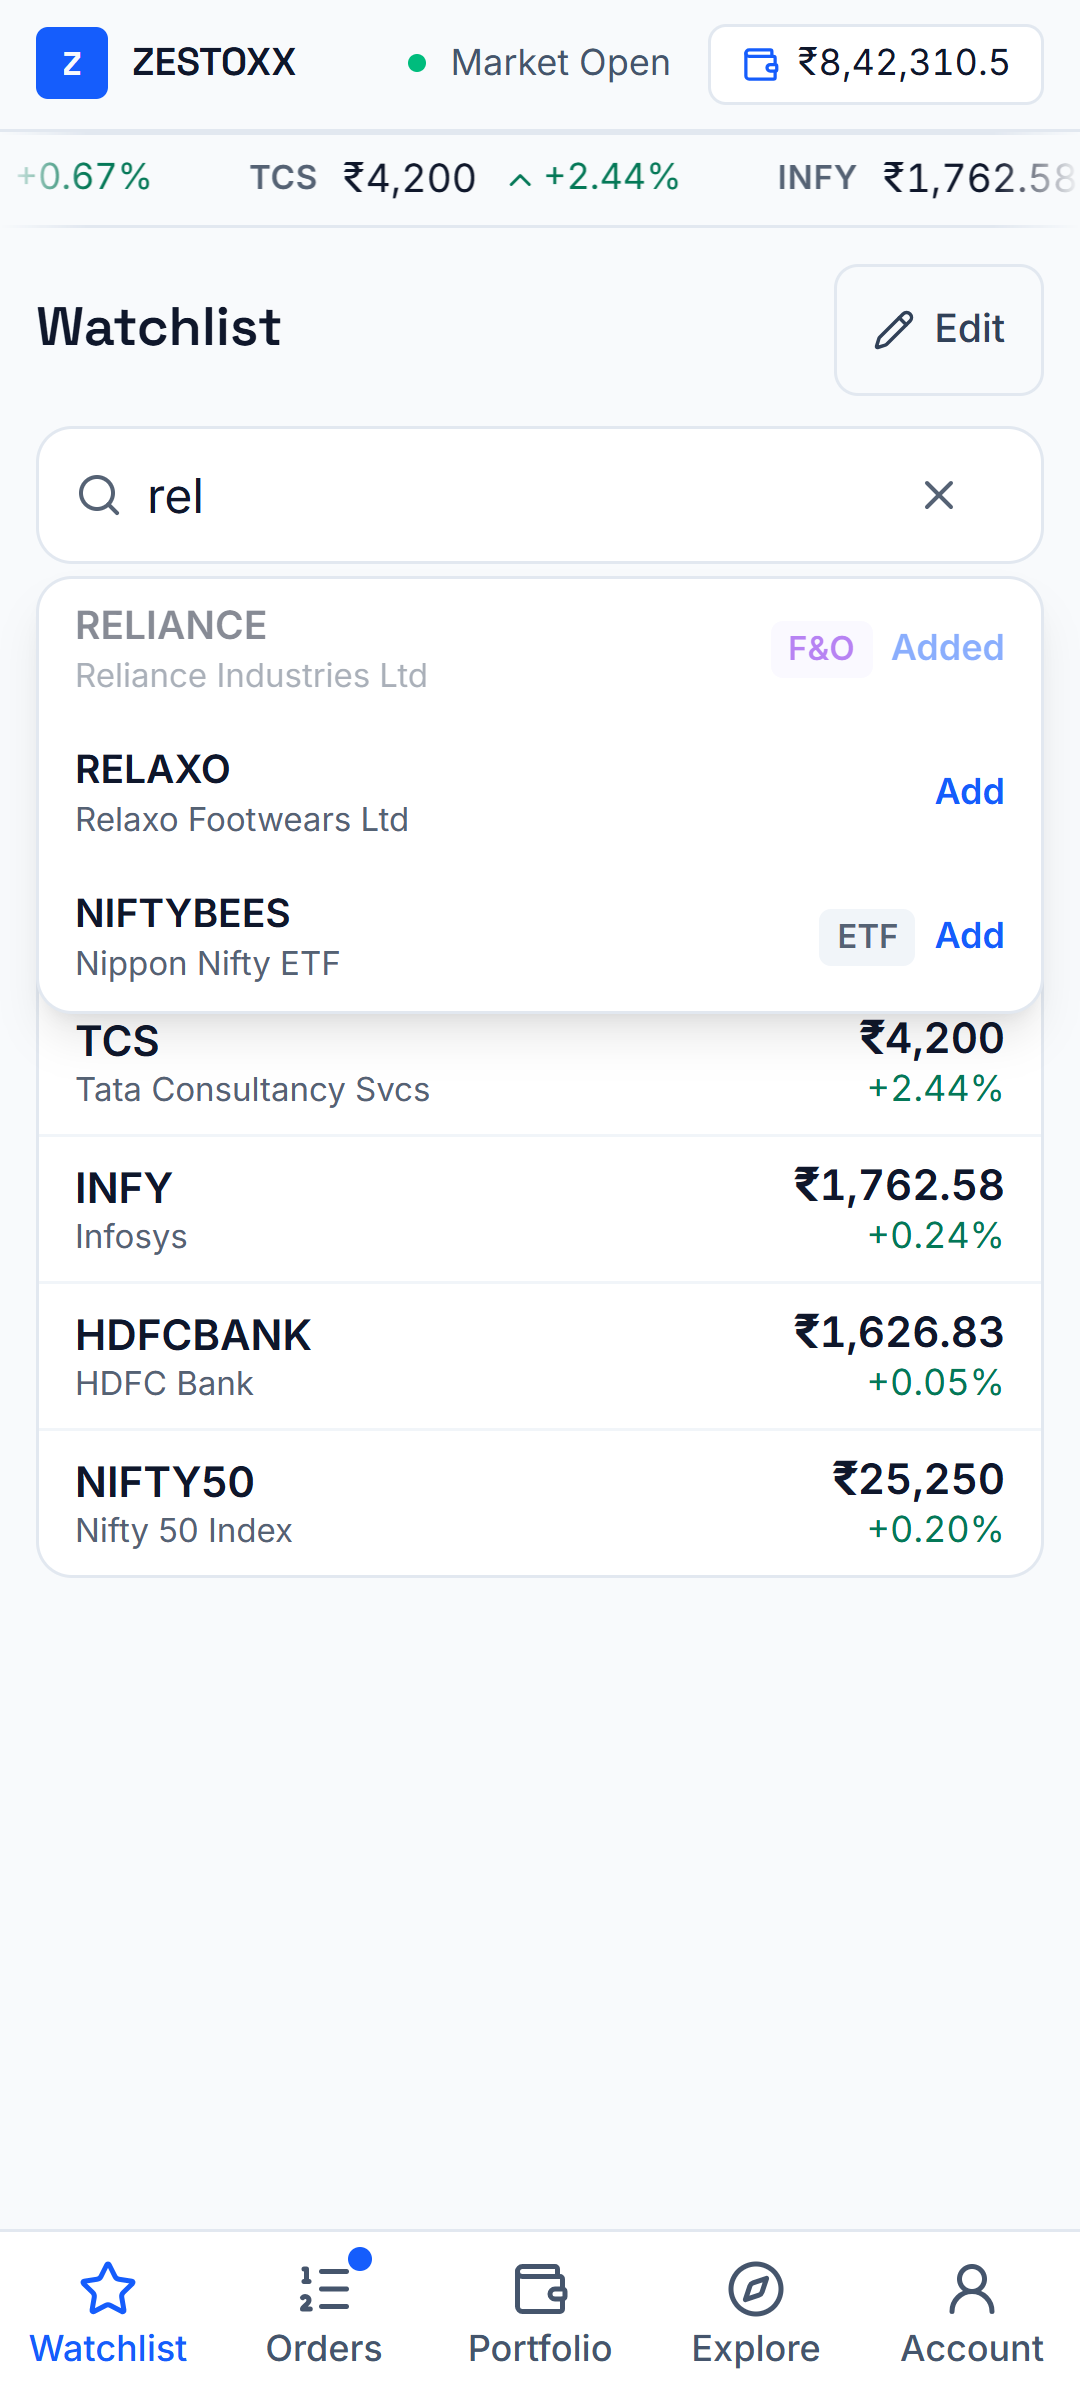 Z ZESTOXX Market Open ₹8,42,310.5
+0.67% TCS ₹4,200 +2.44% INFY ₹1,762.58
Watchlist Edit
rel
RELIANCE F&O Added
Reliance Industries Ltd
RELAXO Add
Relaxo Footwears Ltd
NIFTYBEES ETF Add
Nippon Nifty ETF
TCS ₹4,200
Tata Consultancy Svcs +2.44%
INFY ₹1,762.58
Infosys +0.24%
HDFCBANK ₹1,626.83
HDFC Bank +0.05%
NIFTY50 ₹25,250
Nifty 50 Index +0.20%
Watchlist Orders Portfolio Explore Account